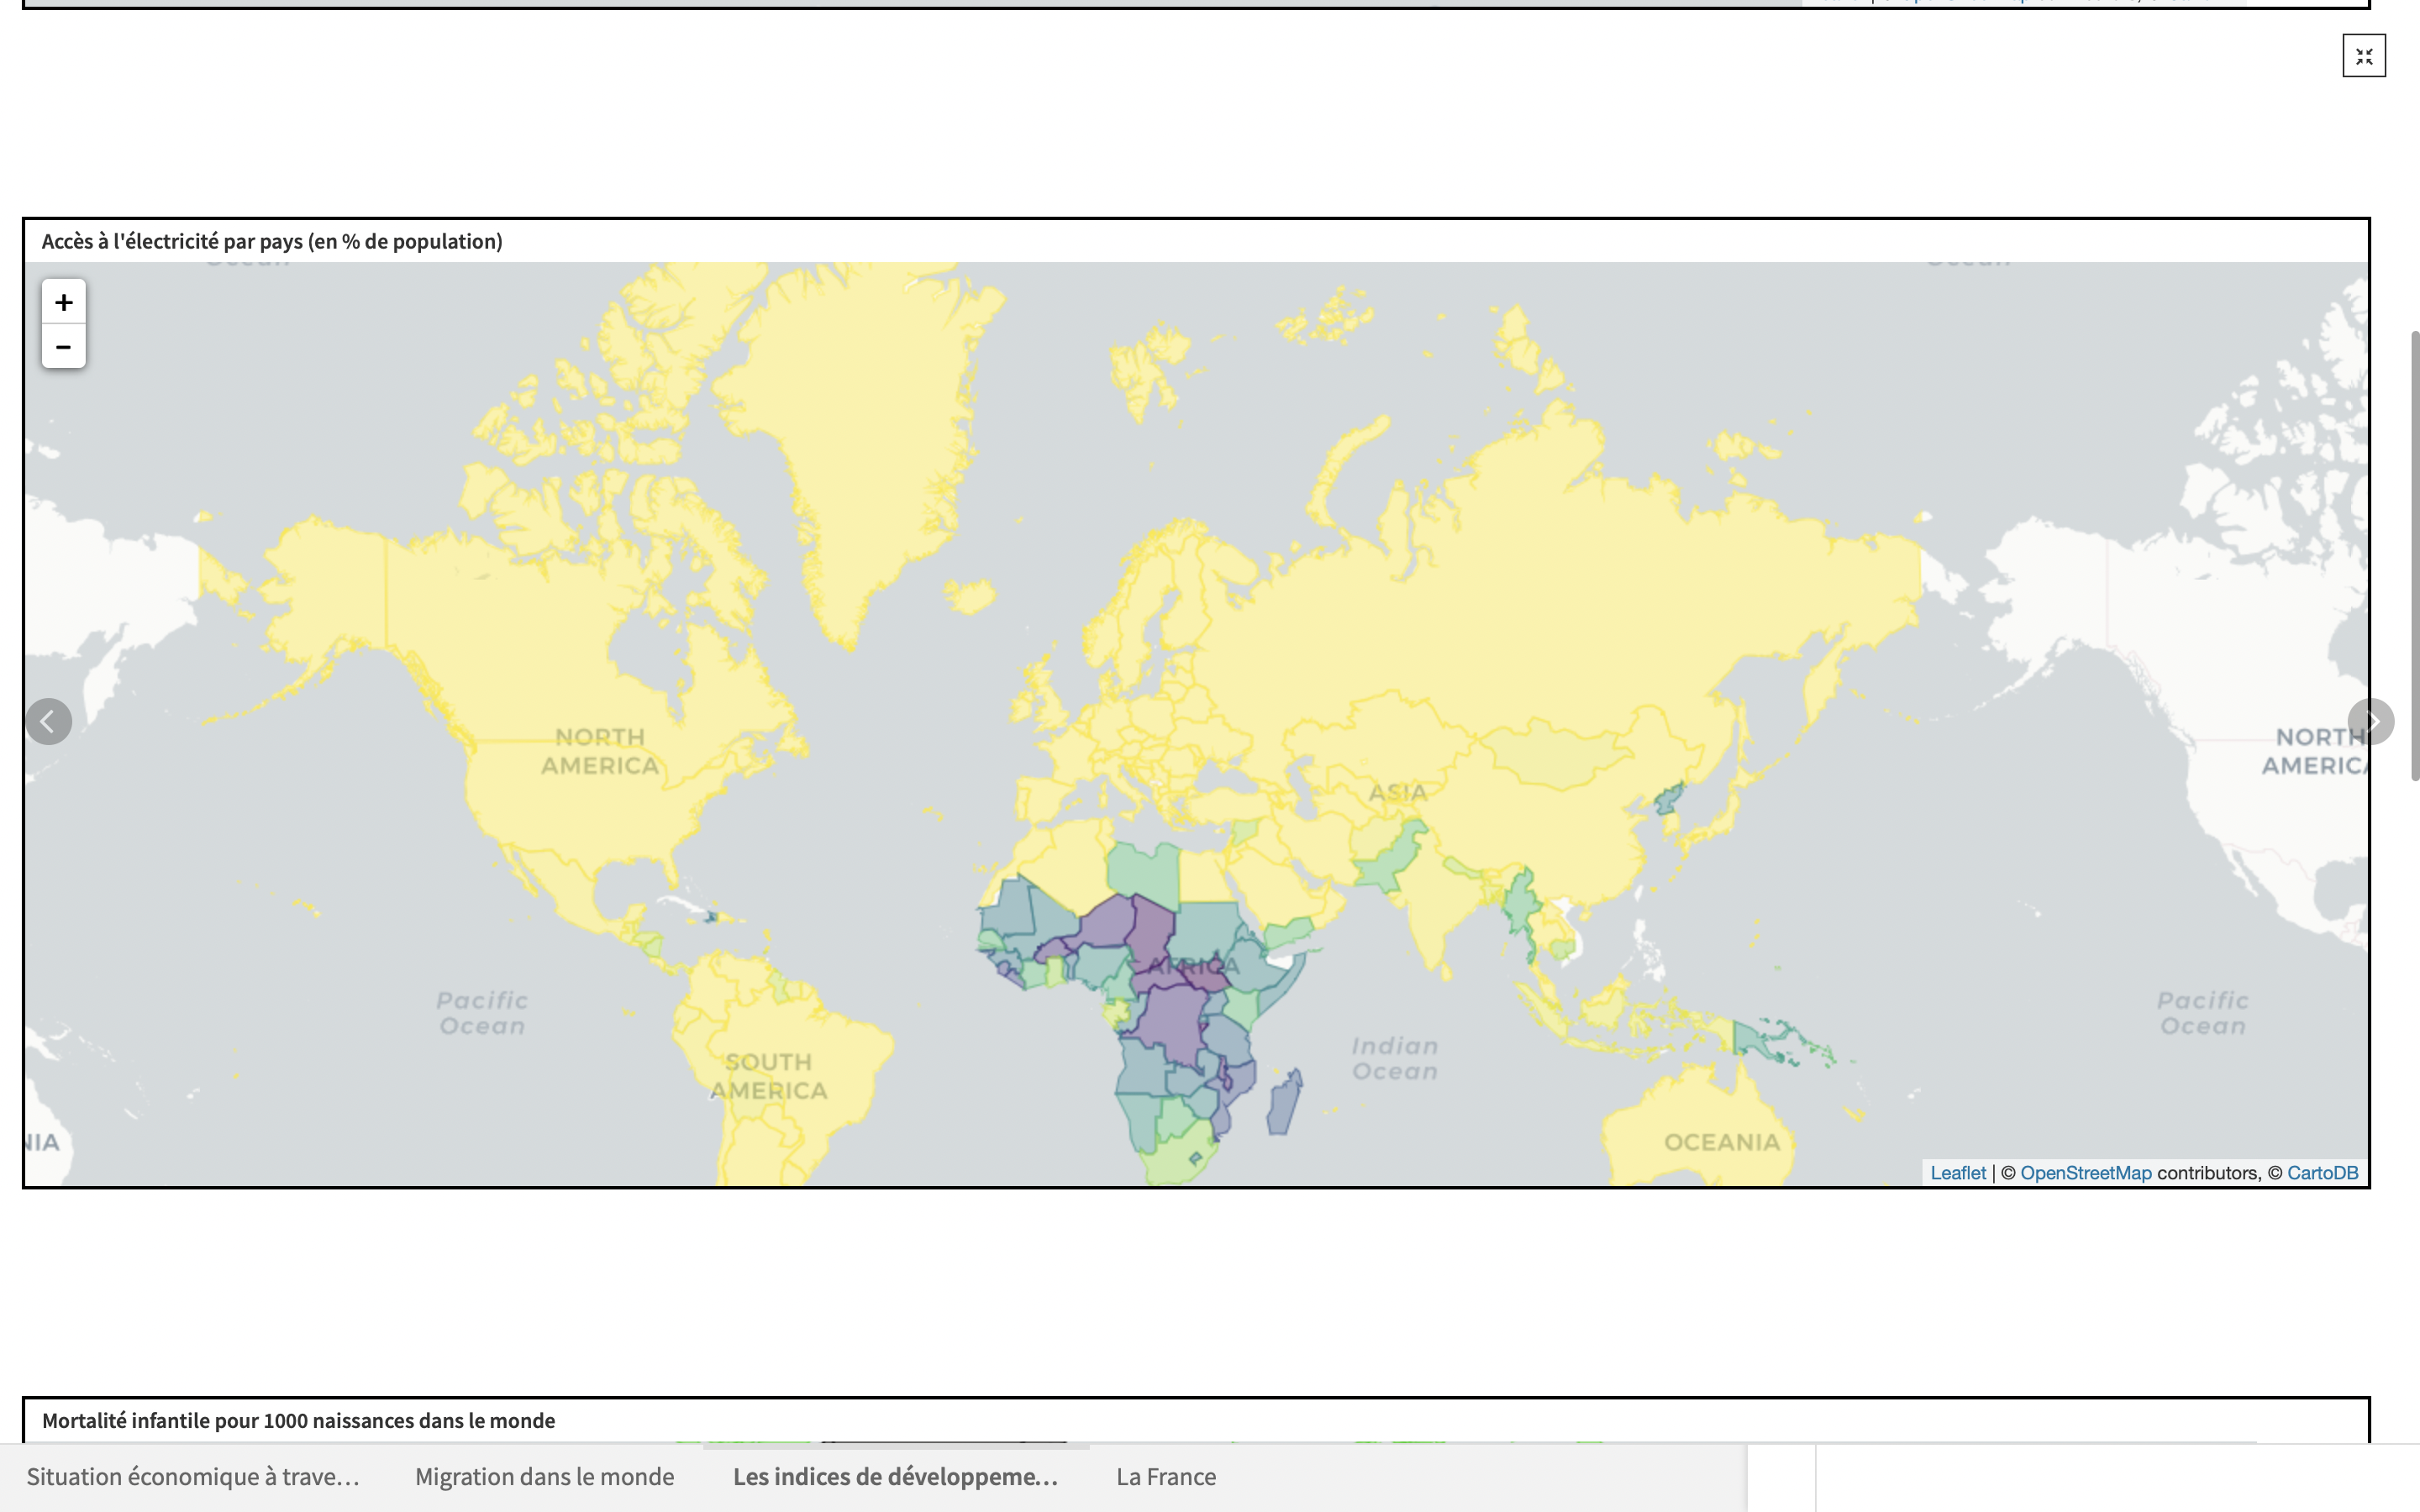 Accès à l'électricité par pays (en % de population)
+
−
NORTH
AMERICA
NORTH
AMERICA
ASIA
AFRICA
Pacific
Ocean
Pacific
Ocean
Indian
Ocean
SOUTH
AMERICA
OCEANIA
NIA
Leaflet | © OpenStreetMap contributors, © CartoDB
Mortalité infantile pour 1000 naissances dans le monde
Situation économique à trave…
Migration dans le monde
Les indices de développeme…
La France